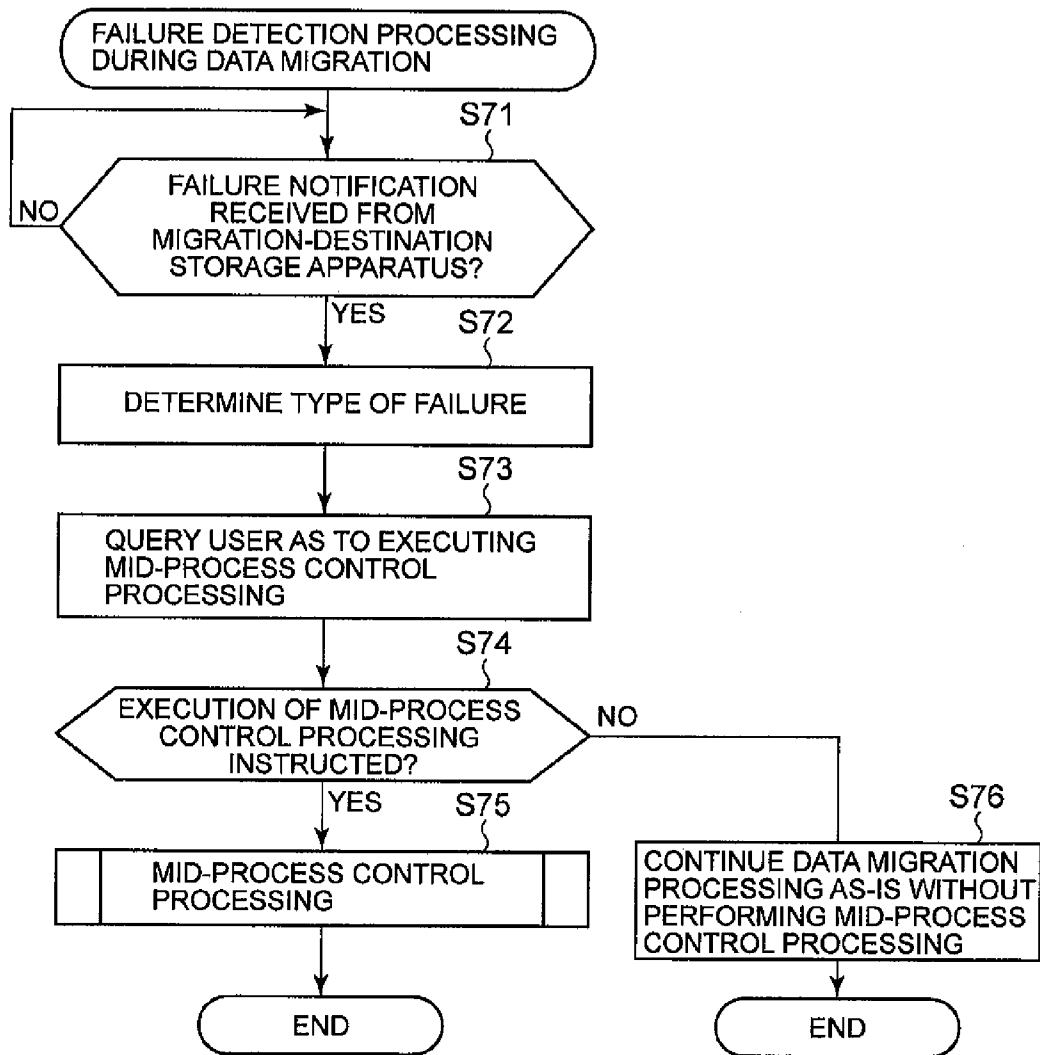 FAILURE DETECTION PROCESSING
DURING DATA MIGRATION
S71
FAILURE NOTIFICATION
RECEIVED FROM
MIGRATION-DESTINATION
STORAGE APPARATUS?
NO
YES
S72
DETERMINE TYPE OF FAILURE
S73
QUERY USER AS TO EXECUTING
MID-PROCESS CONTROL
PROCESSING
S74
EXECUTION OF MID-PROCESS
CONTROL PROCESSING
INSTRUCTED?
NO
YES
S75
MID-PROCESS CONTROL
PROCESSING
S76
CONTINUE DATA MIGRATION
PROCESSING AS-IS WITHOUT
PERFORMING MID-PROCESS
CONTROL PROCESSING
END
END